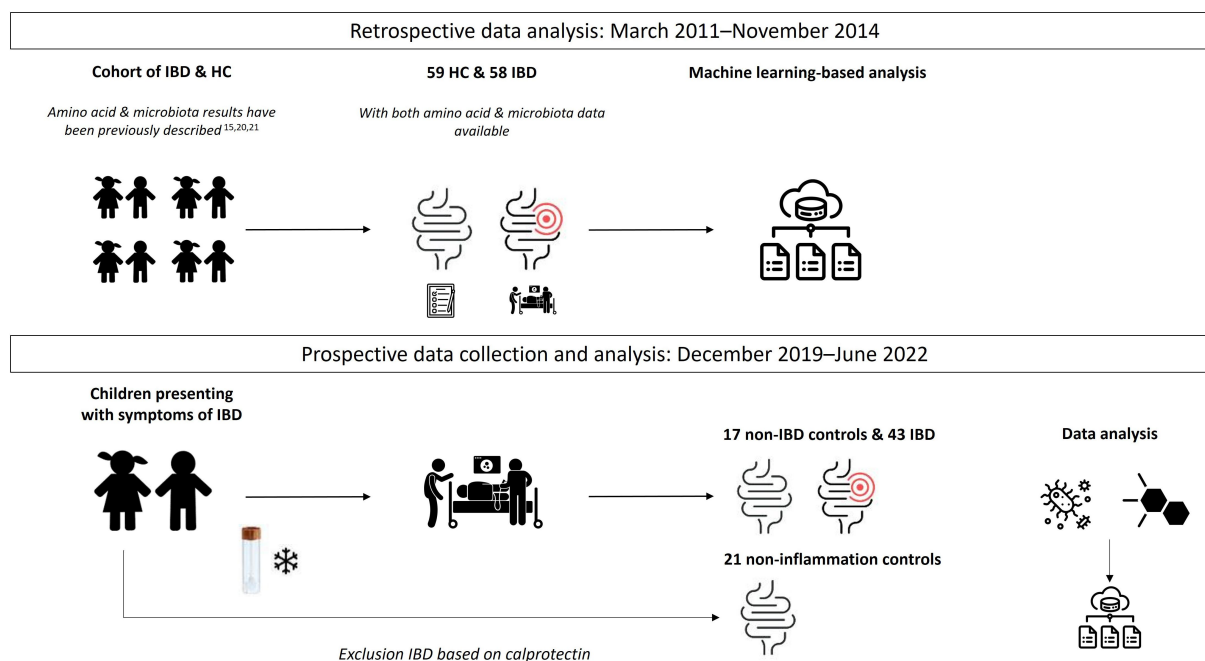 Retrospective data analysis: March 2011–November 2014
Cohort of IBD & HC
59 HC & 58 IBD
Machine learning-based analysis
Amino acid & microbiota results have
been previously described 15,20,21
With both amino acid & microbiota data
available
Prospective data collection and analysis: December 2019–June 2022
Children presenting
with symptoms of IBD
17 non-IBD controls & 43 IBD
Data analysis
21 non-inflammation controls
Exclusion IBD based on calprotectin